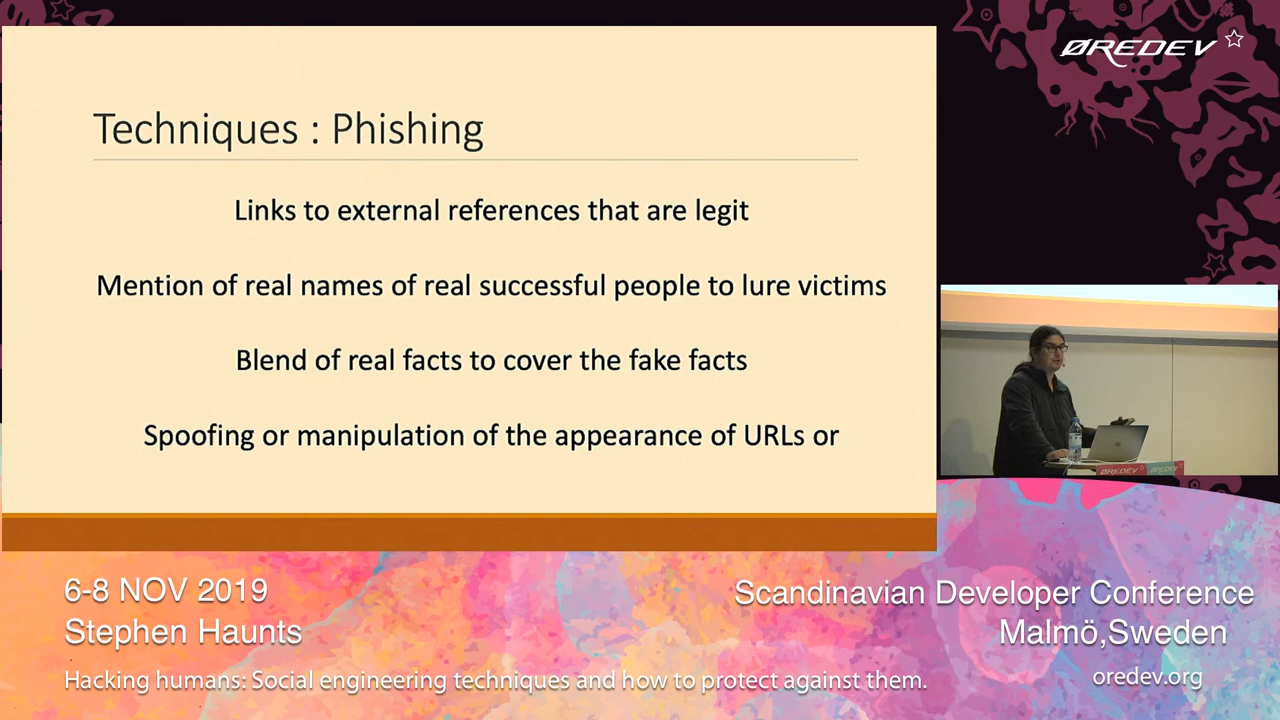 ØREDEV
Techniques : Phishing
Links to external references that are legit
Mention of real names of real successful people to lure victims
Blend of real facts to cover the fake facts
Spoofing or manipulation of the appearance of URLs or
ØREDEV
ØREDEV
6-8 NOV 2019
Stephen Haunts
Hacking humans: Social engineering techniques and how to protect against them.
Scandinavian Developer Conference
Malmö,Sweden
oredev.org